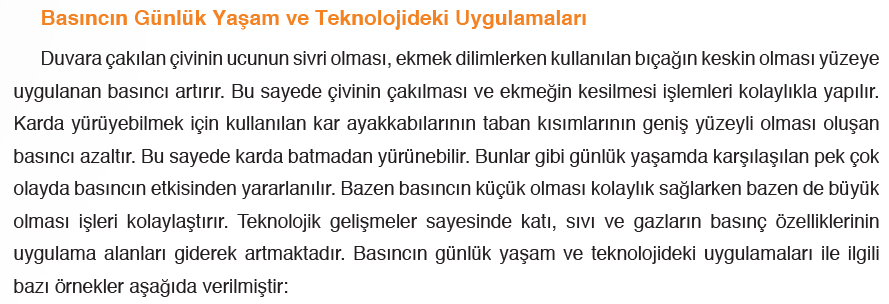 Basıncın Günlük Yaşam ve Teknolojideki Uygulamaları
Duvara çakılan çivinin ucunun sivri olması, ekmek dilimlerken kullanılan bıçağın keskin olması yüzeye
uygulanan basıncı artırır. Bu sayede çivinin çakılması ve ekmeğin kesilmesi işlemleri kolaylıkla yapılır.
Karda yürüyebilmek için kullanılan kar ayakkabılarının taban kısımlarının geniş yüzeyli olması oluşan
basıncı azaltır. Bu sayede karda batmadan yürünebilir. Bunlar gibi günlük yaşamda karşılaşılan pek çok
olayda basıncın etkisinden yararlanılır. Bazen basıncın küçük olması kolaylık sağlarken bazen de büyük
olması işleri kolaylaştırır. Teknolojik gelişmeler sayesinde katı, sıvı ve gazların basınç özelliklerinin
uygulama alanları giderek artmaktadır. Basıncın günlük yaşam ve teknolojideki uygulamaları ile ilgili
bazı örnekler aşağıda verilmiştir: